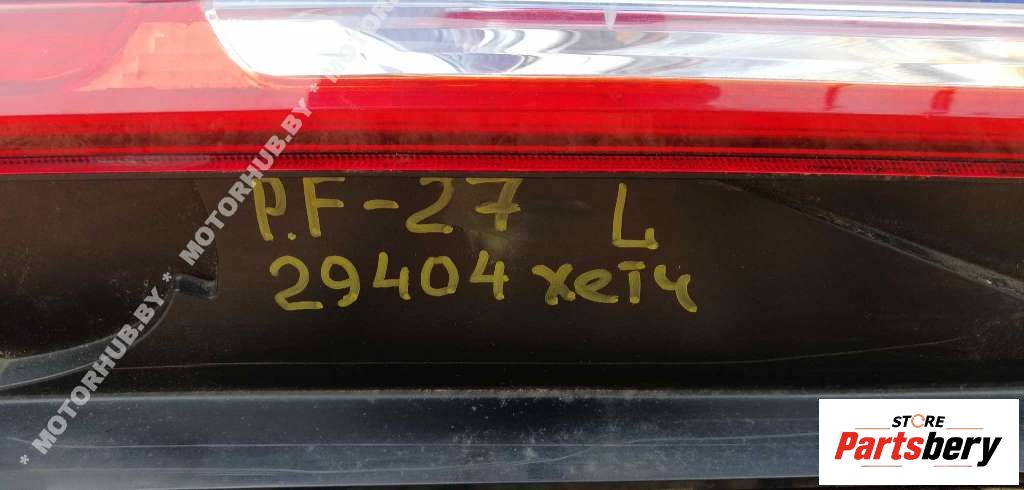 P.F-27 L
29404 хетч
* MOTORHUB.BY * MOTORHUB.BY * MOTORHUB.BY *
STORE
Partsbery